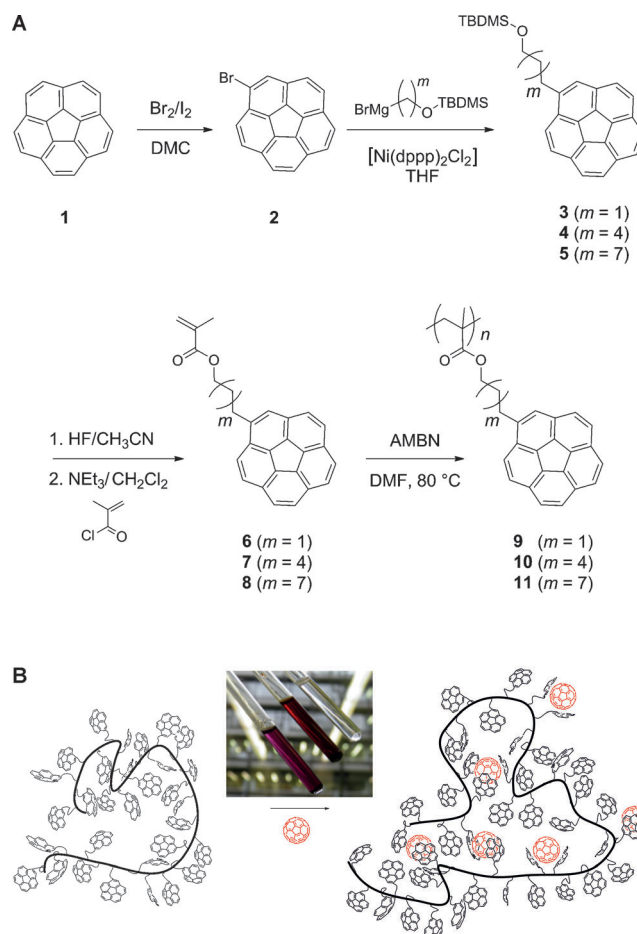 A
Br₂/I₂
DMC
1
Br
2
BrMg
m
O
TBDMS
[Ni(dppp)₂Cl₂]
THF
TBDMS
O
m
3 (m = 1)
4 (m = 4)
5 (m = 7)
1. HF/CH₃CN
2. NEt₃/CH₂Cl₂
Cl
O
O
O
m
6 (m = 1)
7 (m = 4)
8 (m = 7)
AMBN
DMF, 80 °C
n
O
O
m
9 (m = 1)
10 (m = 4)
11 (m = 7)
B